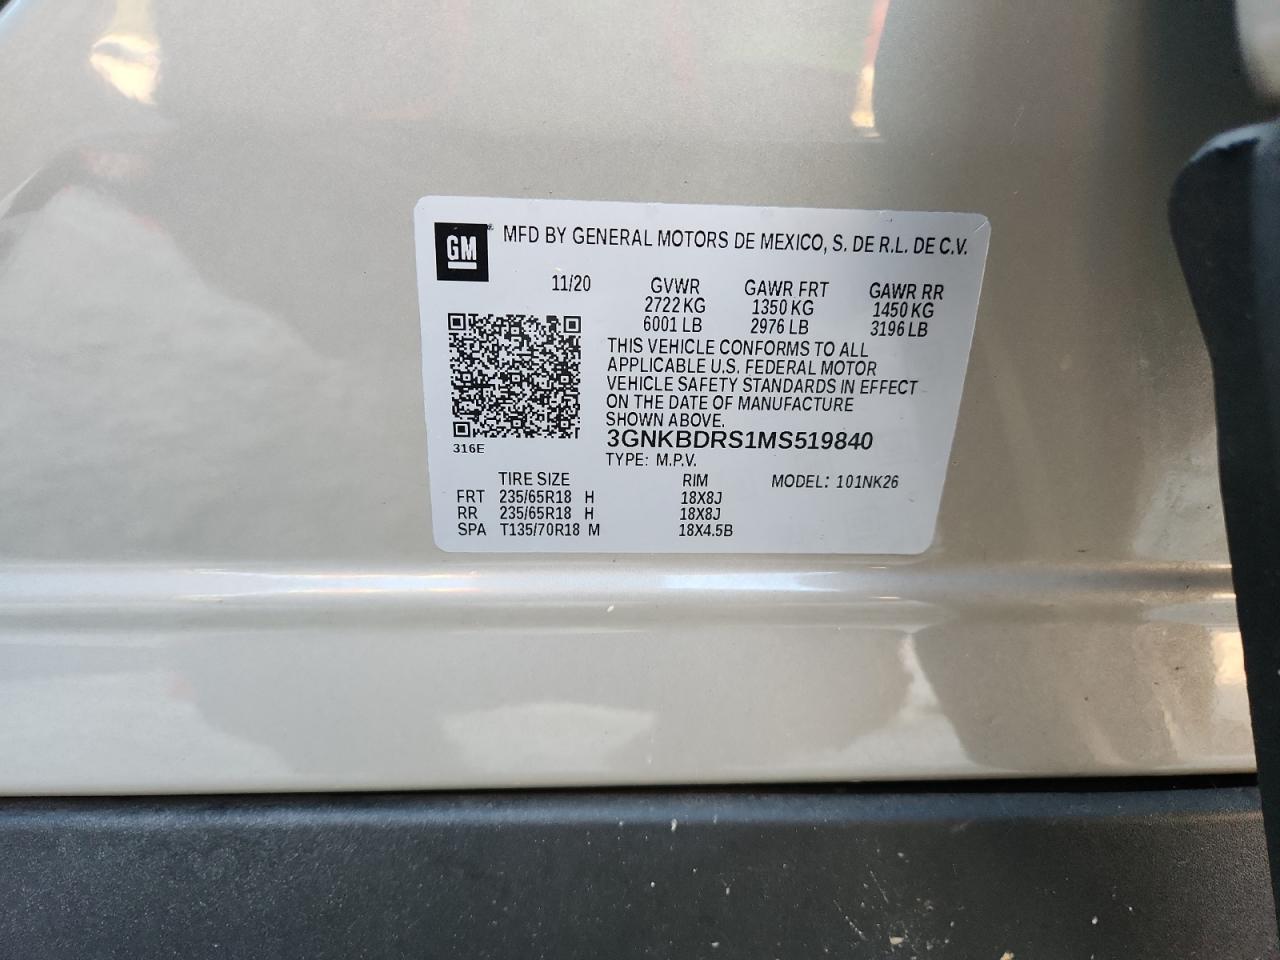 GM® MFD BY GENERAL MOTORS DE MEXICO, S. DE R.L. DE C.V.
11/20 GVWR GAWR FRT GAWR RR
2722 KG 1350 KG 1450 KG
6001 LB 2976 LB 3196 LB
THIS VEHICLE CONFORMS TO ALL
APPLICABLE U.S. FEDERAL MOTOR
VEHICLE SAFETY STANDARDS IN EFFECT
ON THE DATE OF MANUFACTURE
SHOWN ABOVE.
3GNKBDRS1MS519840
316E
TYPE: M.P.V.
TIRE SIZE RIM MODEL: 101NK26
FRT 235/65R18 H 18X8J
RR 235/65R18 H 18X8J
SPA T135/70R18 M 18X4.5B